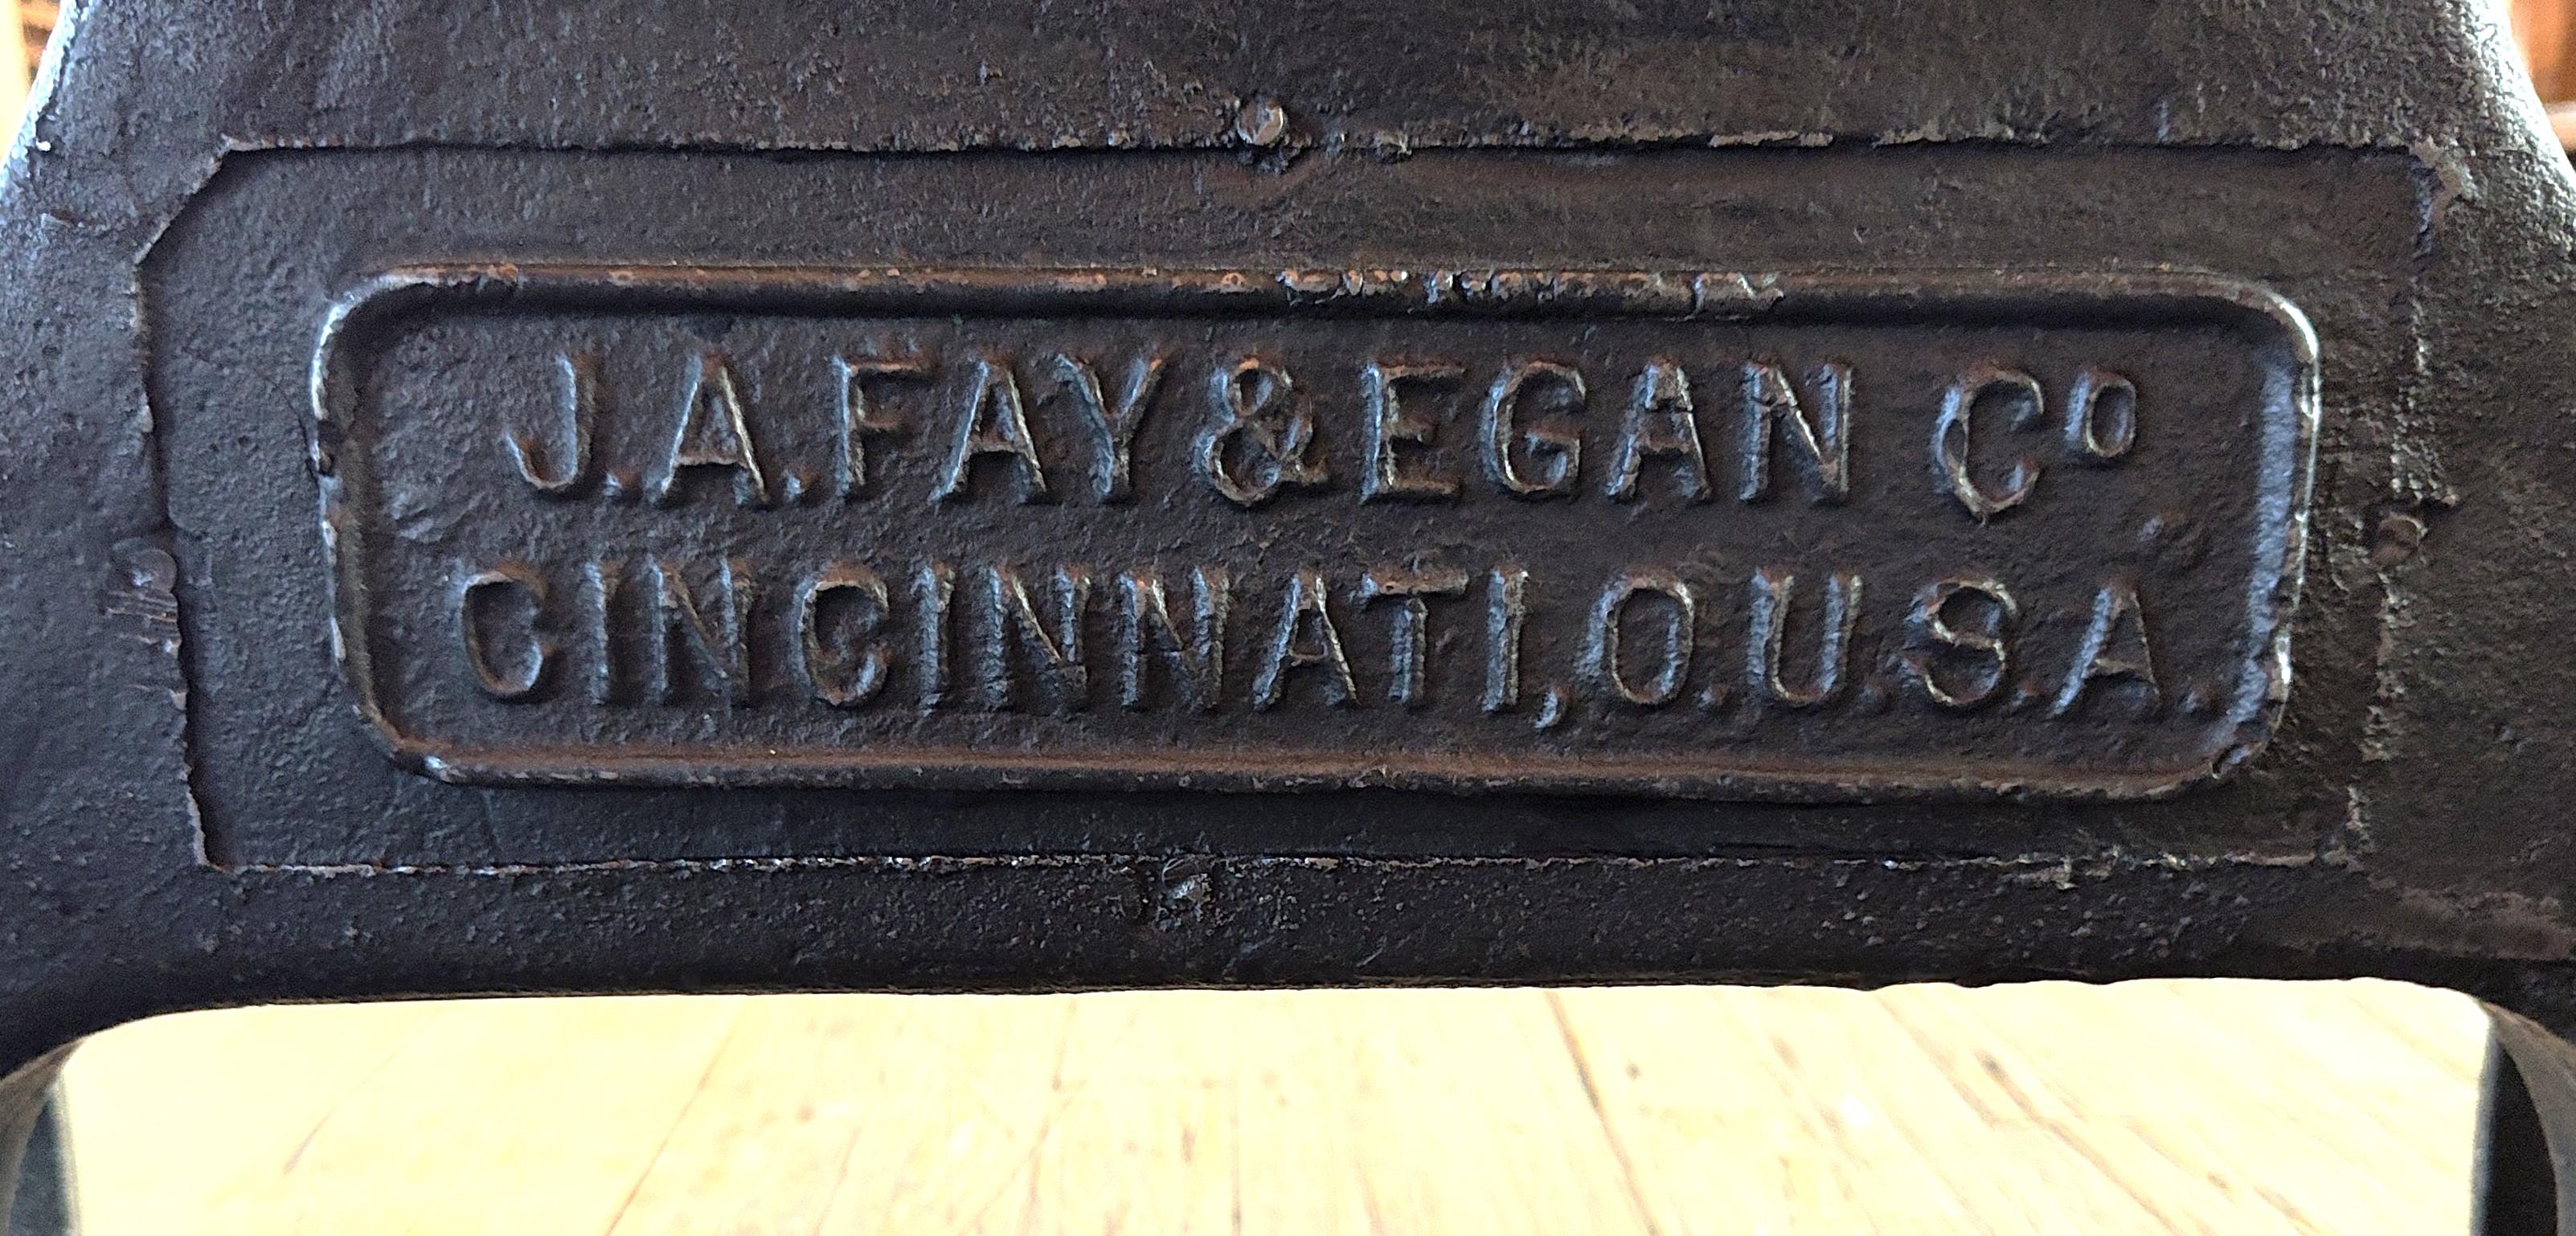 J.A.FAY & EGAN Cº
CINCINNATI, O.U.S.A.